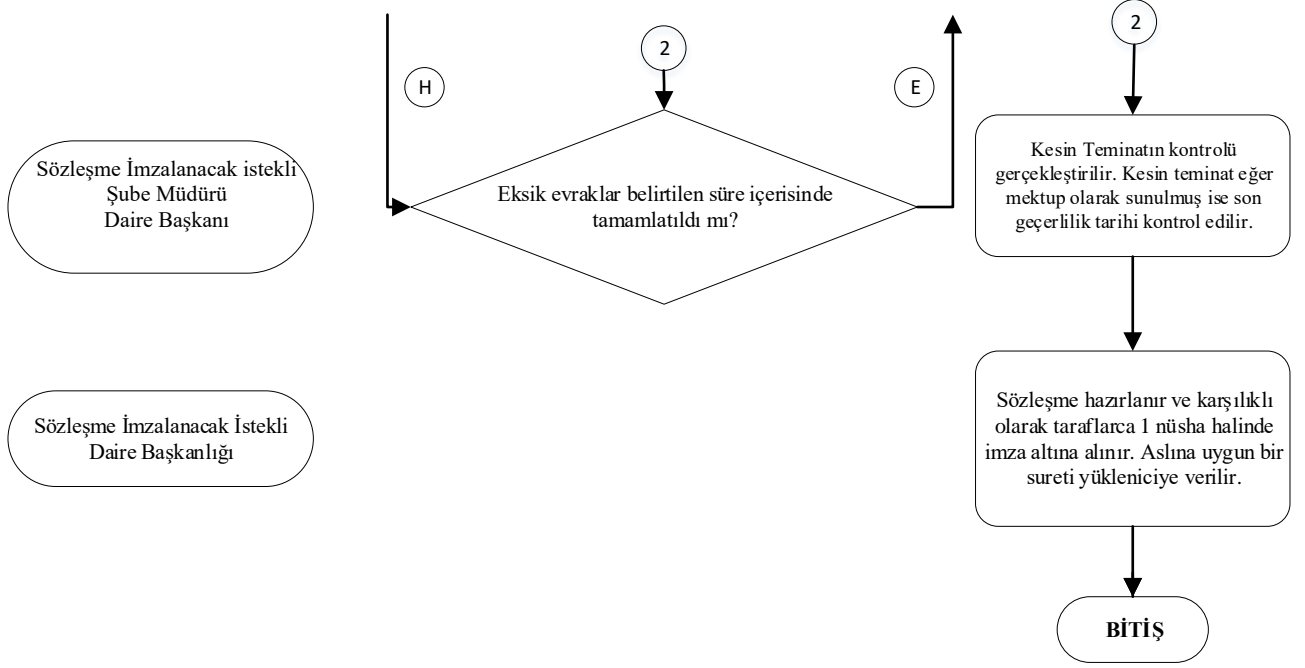 2
2
H
E
Sözleşme İmzalanacak istekli
Şube Müdürü
Daire Başkanı
Eksik evraklar belirtilen süre içerisinde
tamamlatıldı mı?
Kesin Teminatın kontrolü
gerçekleştirilir. Kesin teminat eğer
mektup olarak sunulmuş ise son
geçerlilik tarihi kontrol edilir.
Sözleşme İmzalanacak İstekli
Daire Başkanlığı
Sözleşme hazırlanır ve karşılıklı
olarak taraflarca 1 nüsha halinde
imza altına alınır. Aslına uygun bir
sureti yükleniciye verilir.
BİTİŞ